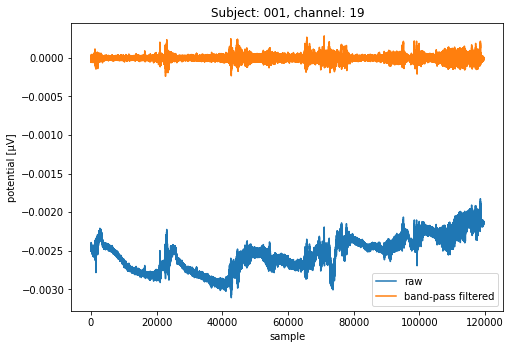 Subject: 001, channel: 19
potential [µV]
0.0000
−0.0005
−0.0010
−0.0015
−0.0020
−0.0025
−0.0030
raw
band-pass filtered
0
20000
40000
60000
80000
100000
120000
sample